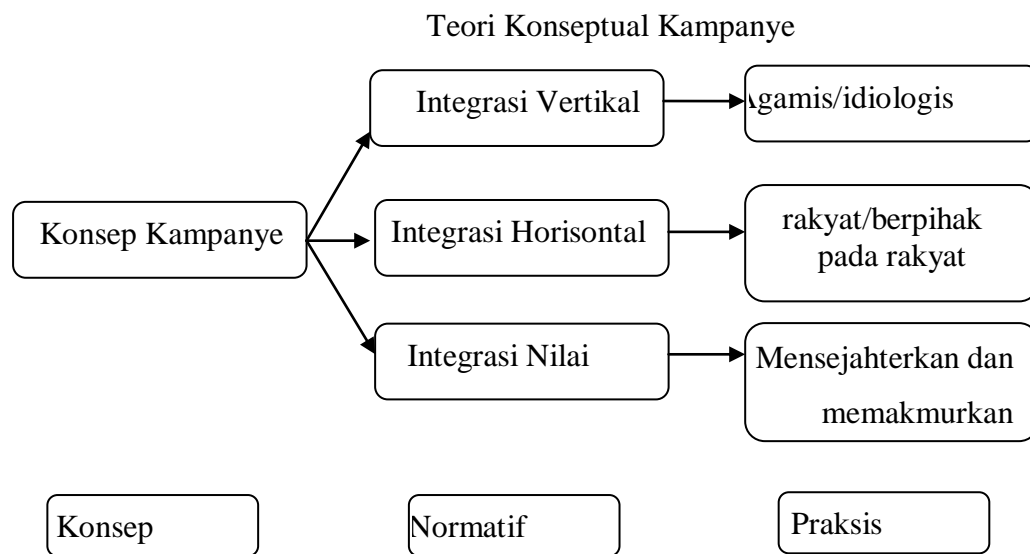 Teori Konseptual Kampanye
Integrasi Vertikal
Agamis/idiologis
Konsep Kampanye
Integrasi Horisontal
rakyat/berpihak
pada rakyat
Integrasi Nilai
Mensejahterkan dan
memakmurkan
Konsep
Normatif
Praksis